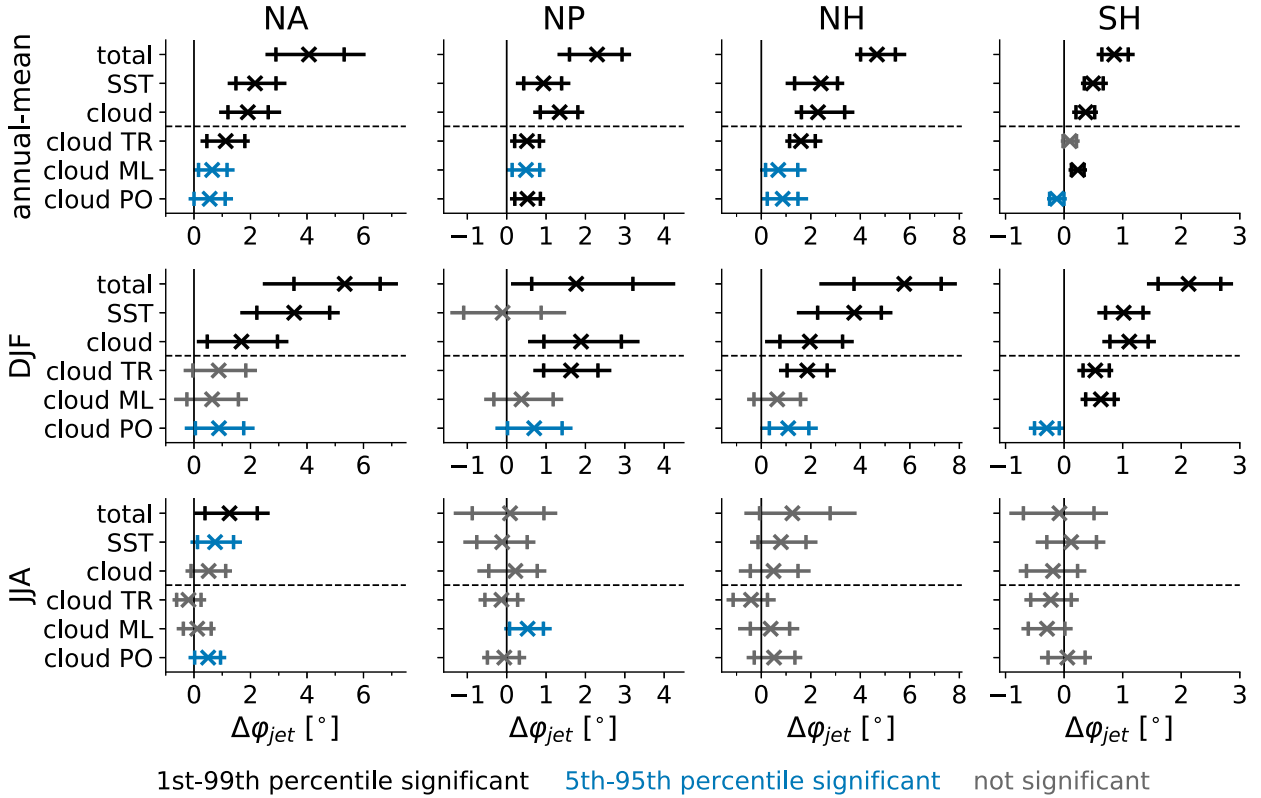 NA NP NH SH
annual-mean
total
SST
cloud
cloud TR
cloud ML
cloud PO
0 2 4 6 −1 0 1 2 3 4 0 2 4 6 8 −1 0 1 2 3
DJF
total
SST
cloud
cloud TR
cloud ML
cloud PO
0 2 4 6 −1 0 1 2 3 4 0 2 4 6 8 −1 0 1 2 3
JJA
total
SST
cloud
cloud TR
cloud ML
cloud PO
0 2 4 6 −1 0 1 2 3 4 0 2 4 6 8 −1 0 1 2 3
Δφjet [°] Δφjet [°] Δφjet [°] Δφjet [°]
1st-99th percentile significant 5th-95th percentile significant not significant